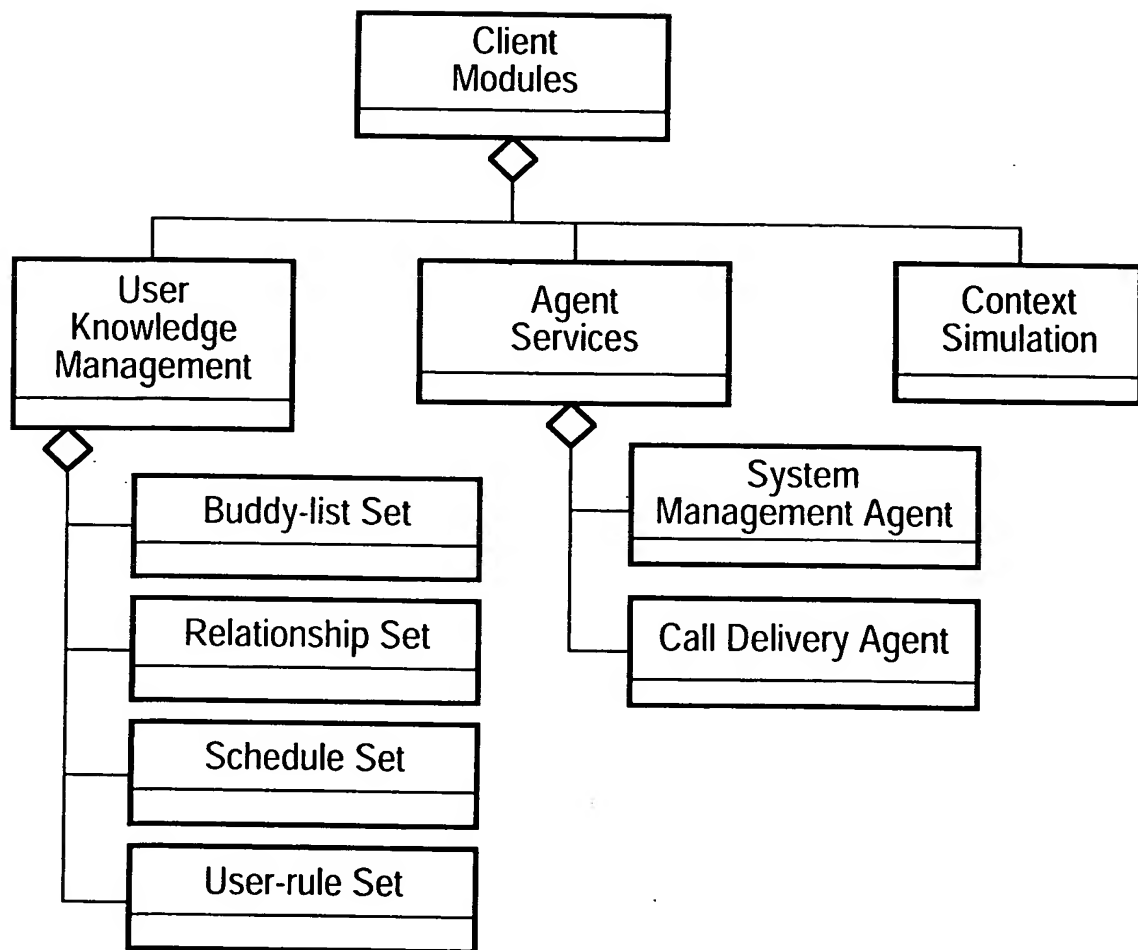 Client
Modules
User
Knowledge
Management
Agent
Services
Context
Simulation
Buddy-list Set
Relationship Set
Schedule Set
User-rule Set
System
Management Agent
Call Delivery Agent